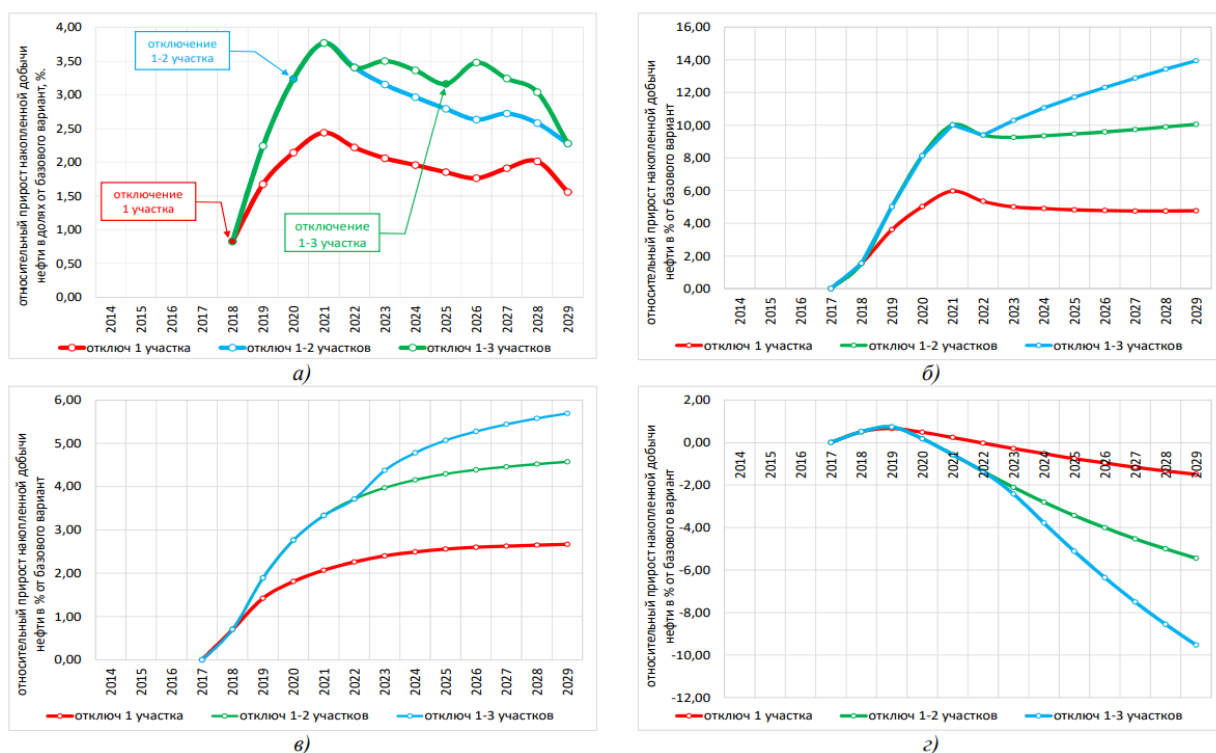 относительный прирост накопленной добычи
нефти в долях от базового вариант, %.
4,00
3,50
3,00
2,50
2,00
1,50
1,00
0,50
0,00
отключение
1-2 участка
отключение
1 участка
отключение
1-3 участка
2014 2015 2016 2017 2018 2019 2020 2021 2022 2023 2024 2025 2026 2027 2028 2029
отключ 1 участка отключ 1-2 участков отключ 1-3 участков
а)
относительный прирост накопленной добычи
нефти в % от базового вариант
16,00
14,00
12,00
10,00
8,00
6,00
4,00
2,00
0,00
2014 2015 2016 2017 2018 2019 2020 2021 2022 2023 2024 2025 2026 2027 2028 2029
отключ 1 участка отключ 1-2 участков отключ 1-3 участков
б)
относительный прирост накопленной добычи
нефти в % от базового вариант
6,00
5,00
4,00
3,00
2,00
1,00
0,00
2014 2015 2016 2017 2018 2019 2020 2021 2022 2023 2024 2025 2026 2027 2028 2029
отключ 1 участка отключ 1-2 участков отключ 1-3 участков
в)
относительный прирост накопленной добычи
нефти в % от базового вариант
2,00
0,00
-2,00
-4,00
-6,00
-8,00
-10,00
-12,00
2014 2015 2016 2017 2018 2019 2020 2021 2022 2023 2024 2025 2026 2027 2028 2029
отключ 1 участка отключ 1-2 участков отключ 1-3 участков
г)